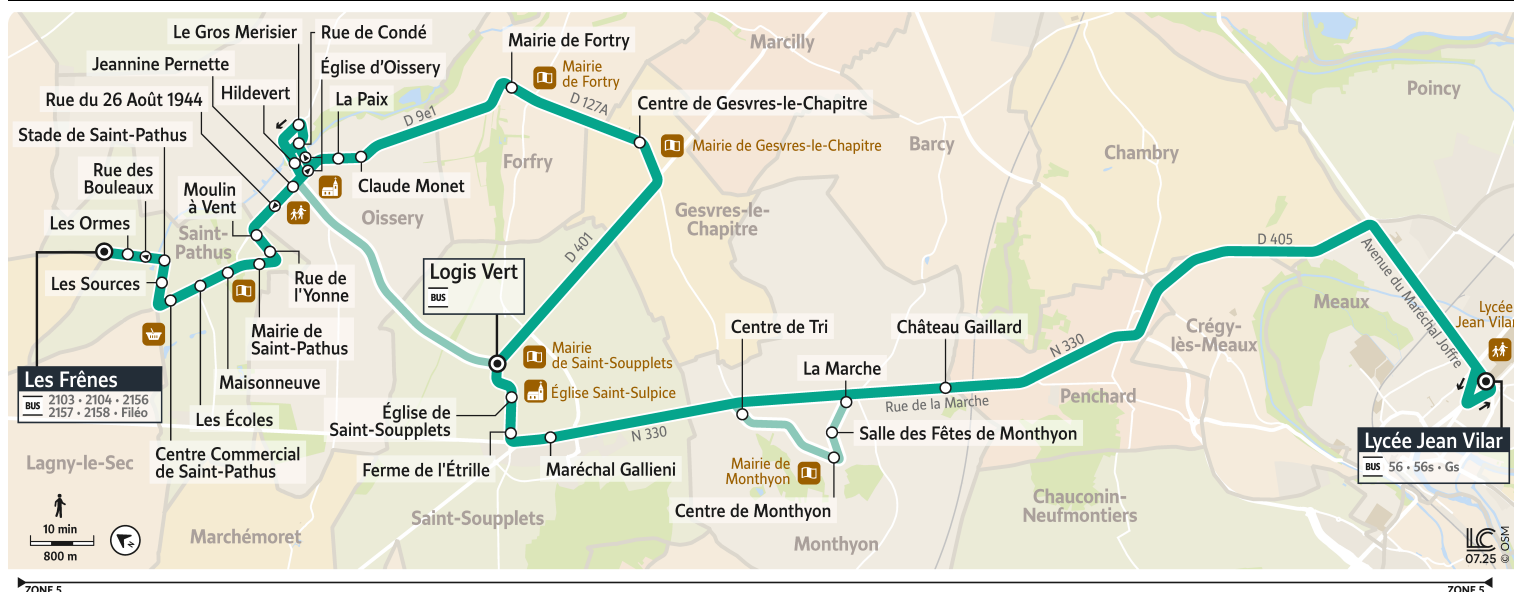 Le Gros Merisier
Rue de Condé
Jeannine Pernette
Église d'Oissery
Rue du 26 Août 1944
Hildevert
La Paix
Stade de Saint-Pathus
Rue des
Bouleaux
Moulin
à Vent
Les Ormes
Saint-
Pathus
Les Sources
Rue de
l'Yonne
Mairie de
Saint-Pathus
Maisonneuve
Les Écoles
Centre Commercial
de Saint-Pathus
Les Frênes
BUS
2103 • 2104 • 2156
2157 • 2158 • Filéo
Lagny-le-Sec
10 min
800 m
Marchémoret
Claude Monet
Oissery
D 9e1
Mairie de Fortry
Mairie
de Fortry
D 127A
Forfry
Centre de Gesvres-le-Chapitre
Mairie de Gesvres-le-Chapitre
Gesvres-le-
Chapitre
D 401
Logis Vert
BUS
Mairie
de Saint-Soupplets
Église Saint-Sulpice
Église de
Saint-Soupplets
Ferme de l'Étrille
Maréchal Gallieni
N 330
Saint-Soupplets
Marcilly
Barcy
Chambry
Poincy
Centre de Tri
La Marche
Château Gaillard
Rue de la Marche
Salle des Fêtes de Monthyon
Mairie de
Monthyon
Centre de Monthyon
Monthyon
N 330
Penchard
Chauconin-
Neufmontiers
Crégy-
lès-Meaux
D 405
Meaux
Avenue du Maréchal Joffre
Lycée
Jean Vilar
Lycée Jean Vilar
BUS
56 • 56s • Gs
LC
07.25
© OSM
ZONE 5
ZONE 5